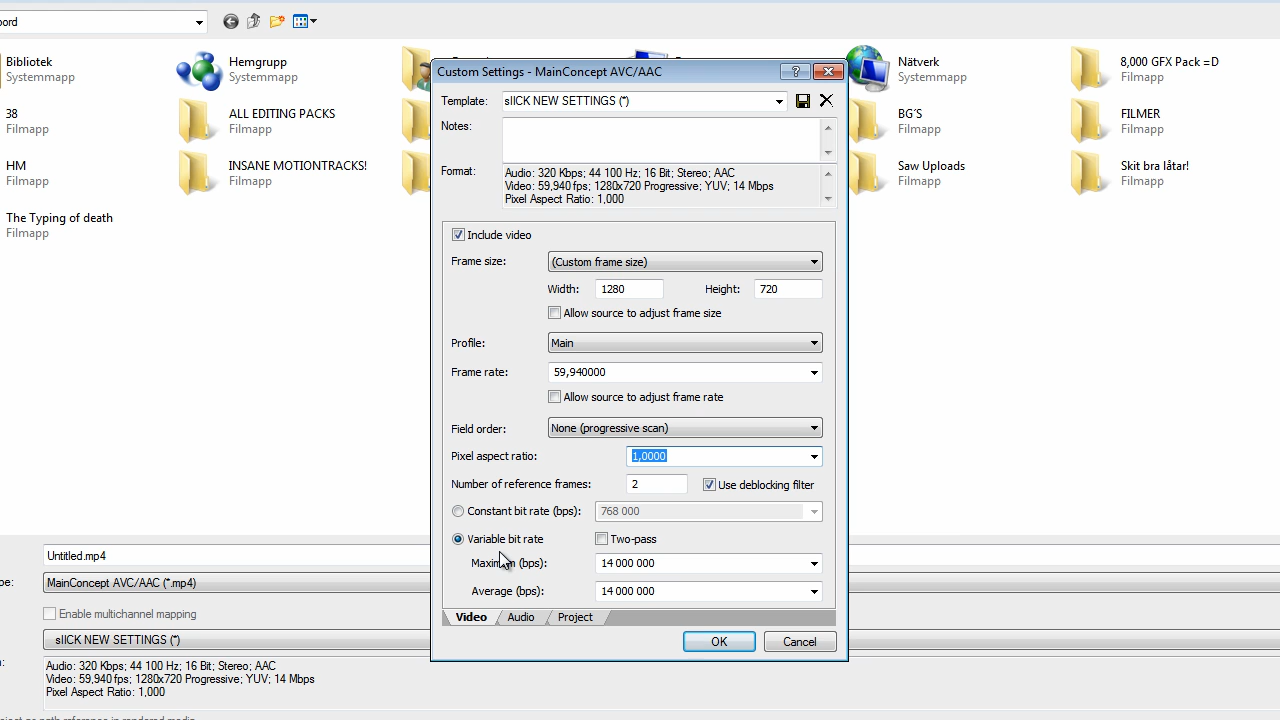 ord
Bibliotek
Systemmapp
Hemgrupp
Systemmapp
Nätverk
Systemmapp
8,000 GFX Pack =D
Filmapp
38
Filmapp
ALL EDITING PACKS
Filmapp
BG´S
Filmapp
FILMER
Filmapp
HM
Filmapp
INSANE MOTIONTRACKS!
Filmapp
Saw Uploads
Filmapp
Skit bra låtar!
Filmapp
The Typing of death
Filmapp
Custom Settings - MainConcept AVC/AAC
Template: sIICK NEW SETTINGS (*)
Notes:
Format: Audio: 320 Kbps; 44 100 Hz; 16 Bit; Stereo; AAC
Video: 59,940 fps; 1280x720 Progressive; YUV; 14 Mbps
Pixel Aspect Ratio: 1,000
Include video
Frame size: (Custom frame size)
Width: 1280 Height: 720
Allow source to adjust frame size
Profile: Main
Frame rate: 59,940000
Allow source to adjust frame rate
Field order: None (progressive scan)
Pixel aspect ratio: 1,0000
Number of reference frames: 2 Use deblocking filter
Constant bit rate (bps): 768 000
Variable bit rate Two-pass
Maximum (bps): 14 000 000
Average (bps): 14 000 000
Video Audio Project
OK Cancel
Untitled.mp4
pe: MainConcept AVC/AAC (*.mp4)
Enable multichannel mapping
sIICK NEW SETTINGS (*)
Audio: 320 Kbps; 44 100 Hz; 16 Bit; Stereo; AAC
Video: 59,940 fps; 1280x720 Progressive; YUV; 14 Mbps
Pixel Aspect Ratio: 1,000